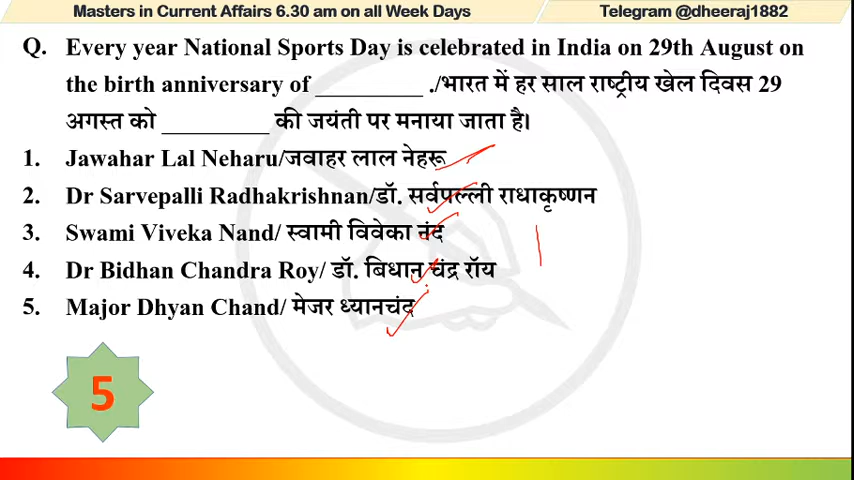 Masters in Current Affairs 6.30 am on all Week Days
Telegram @dheeraj1882
Q. Every year National Sports Day is celebrated in India on 29th August on
the birth anniversary of _________ ./भारत में हर साल राष्ट्रीय खेल दिवस 29
अगस्त को _________ की जयंती पर मनाया जाता है।
1. Jawahar Lal Neharu/जवाहर लाल नेहरू
2. Dr Sarvepalli Radhakrishnan/डॉ. सर्वपल्ली राधाकृष्णन
3. Swami Viveka Nand/ स्वामी विवेका नंद
4. Dr Bidhan Chandra Roy/ डॉ. बिधान चंद्र रॉय
5. Major Dhyan Chand/ मेजर ध्यानचंद
5